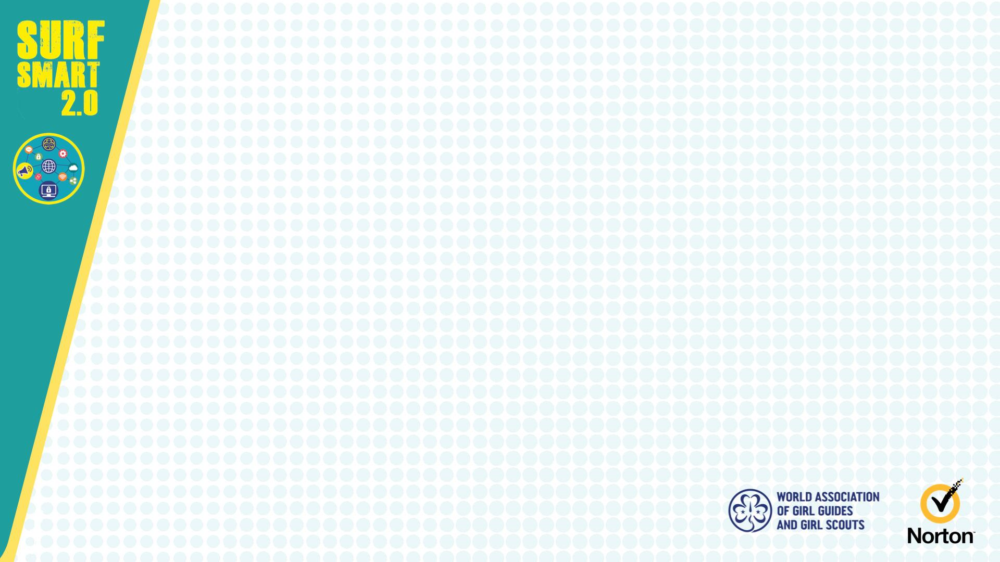 SURF
SMART
2.0
WORLD ASSOCIATION
OF GIRL GUIDES
AND GIRL SCOUTS
Norton